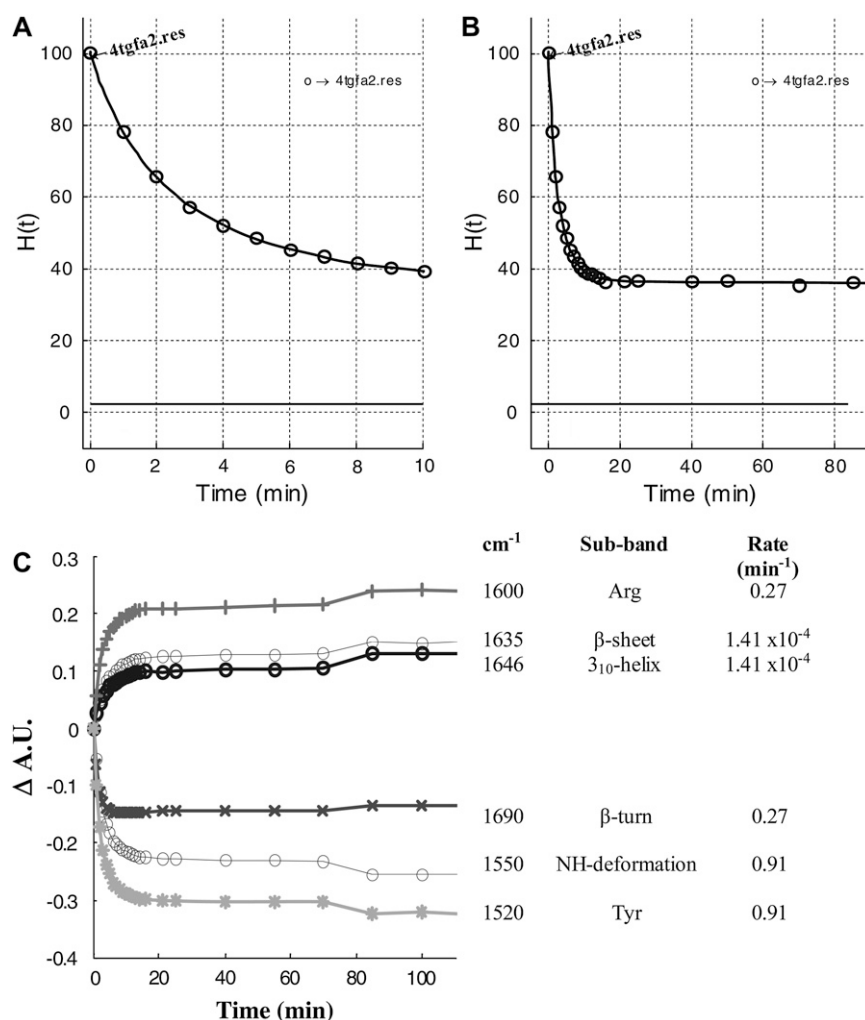 A
4tgfa2.res
o → 4tgfa2.res
H(t)
100
80
60
40
20
0
0 2 4 6 8 10
Time (min)
B
4tgfa2.res
o → 4tgfa2.res
H(t)
100
80
60
40
20
0
0 20 40 60 80
Time (min)
C
Δ A.U.
0.3
0.2
0.1
0
-0.1
-0.2
-0.3
-0.4
0 20 40 60 80 100
Time (min)
cm⁻¹ Sub-band Rate
(min⁻¹)
1600 Arg 0.27
1635 β-sheet 1.41 x10⁻⁴
1646 3₁₀-helix 1.41 x10⁻⁴
1690 β-turn 0.27
1550 NH-deformation 0.91
1520 Tyr 0.91